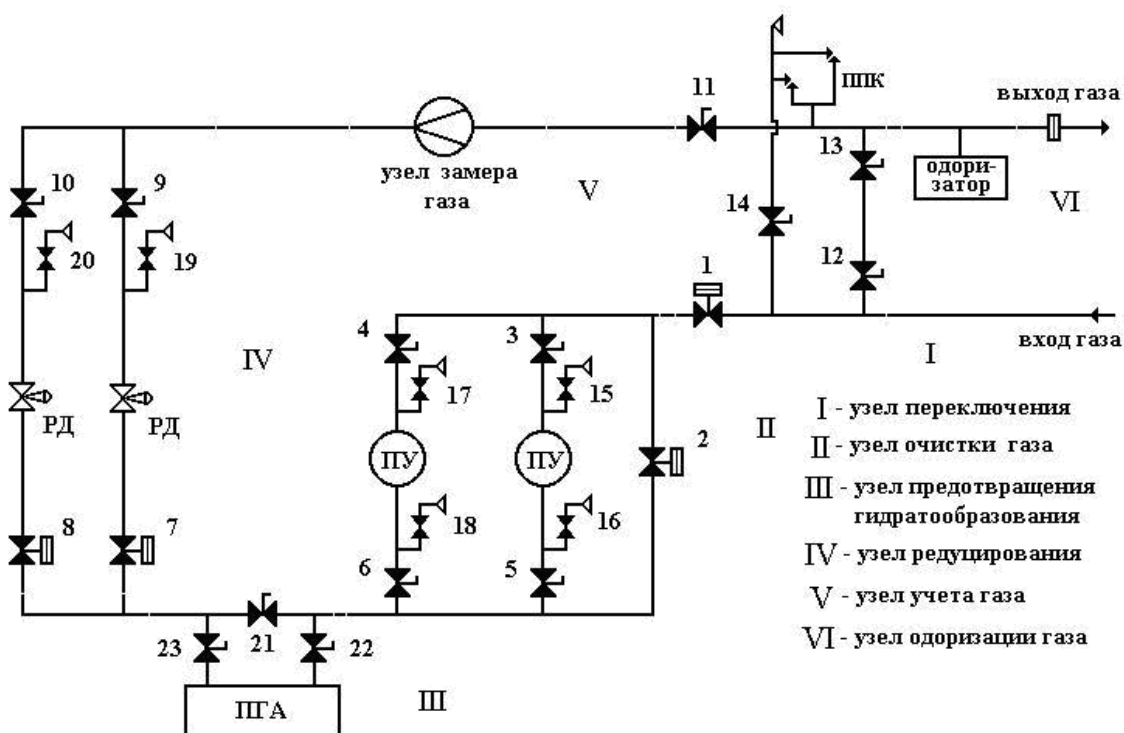 ППК
11
выход газа
13
одори-
затор
10
9
узел замера
газа
V
VI
14
20
19
12
1
4
3
вход газа
IV
I
17
15
РД
РД
II
I - узел переключения
ПУ
ПУ
2
II - узел очистки газа
III - узел предотвращения
гидратообразования
8
7
18
16
6
5
IV - узел редуцирования
V - узел учета газа
23
21
22
VI - узел одоризации газа
ПГА
III